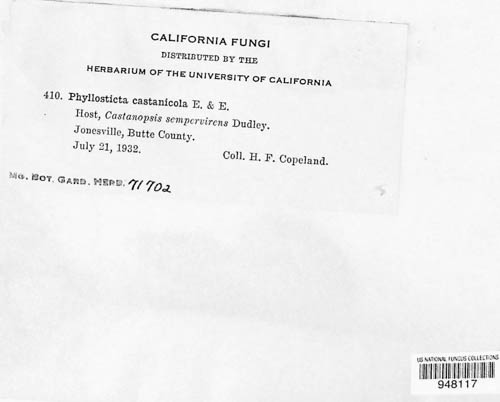 CALIFORNIA FUNGI
DISTRIBUTED BY THE
HERBARIUM OF THE UNIVERSITY OF CALIFORNIA
410. Phyllosticta castanicola E. & E.
Host, Castanopsis sempervirens Dudley.
Jonesville, Butte County.
July 21, 1932. Coll. H. F. Copeland.
MO. BOT. GARD. HERB. 71702
US NATIONAL FUNGUS COLLECTIONS
948117